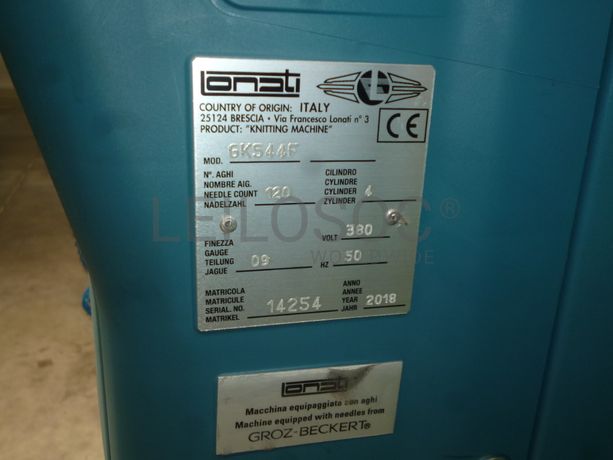 Lonati
COUNTRY OF ORIGIN: ITALY
25124 BRESCIA • Via Francesco Lonati n° 3
PRODUCT: "KNITTING MACHINE"
CE
MOD. GK544F
N°. AGHI
NOMBRE AIG.
NEEDLE COUNT 120
NADELZAHL
CILINDRO
CYLINDRE
CYLINDER 4
ZYLINDER
LEILOSOC®
WORLDWIDE
VOLT 380
FINEZZA
GAUGE
TEILUNG 09
JAUGE
HZ 50
MATRICOLA
MATRICULE
SERIAL. NO. 14254
MATRIKEL
ANNO
ANNEE
YEAR 2018
JAHR
Lonati
Macchina equipaggiata con aghi
Machine equipped with needles from
GROZ-BECKERT®